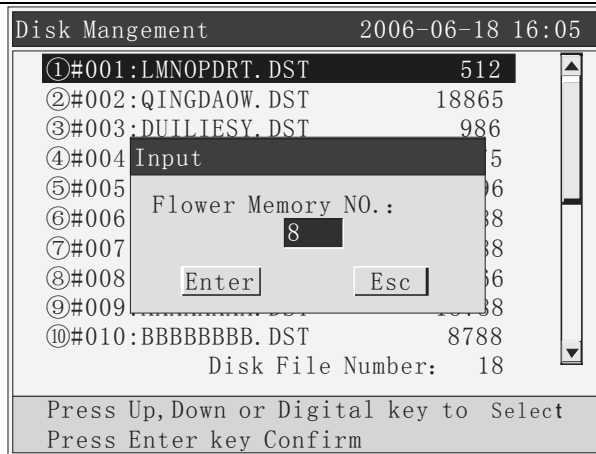 Disk Mangement 2006-06-18 16:05
①#001:LMNOPDRT.DST 512
②#002:QINGDAOW.DST 18865
③#003:DUILIESY.DST 986
④#004 5
⑤#005 6
⑥#006 8
⑦#007 8
⑧#008 6
⑨#009 8
⑩#010:BBBBBBBB.DST 8788
Disk File Number: 18
Input
Flower Memory NO.:
8
Enter Esc
Press Up,Down or Digital key to Select
Press Enter key Confirm